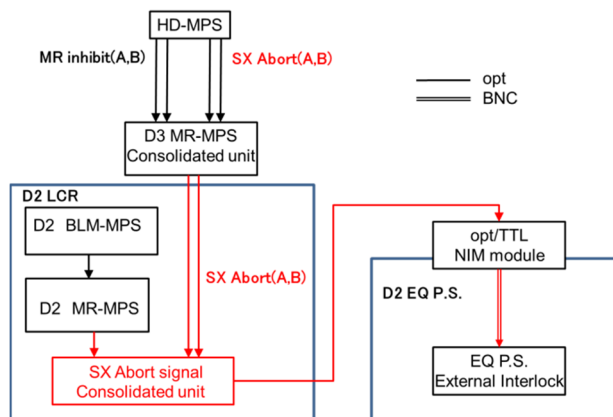 HD-MPS
MR inhibit(A,B)
SX Abort(A,B)
opt
BNC
D3 MR-MPS
Consolidated unit
D2 LCR
D2 BLM-MPS
SX Abort(A,B)
D2 MR-MPS
SX Abort signal
Consolidated unit
opt/TTL
NIM module
D2 EQ P.S.
EQ P.S.
External Interlock